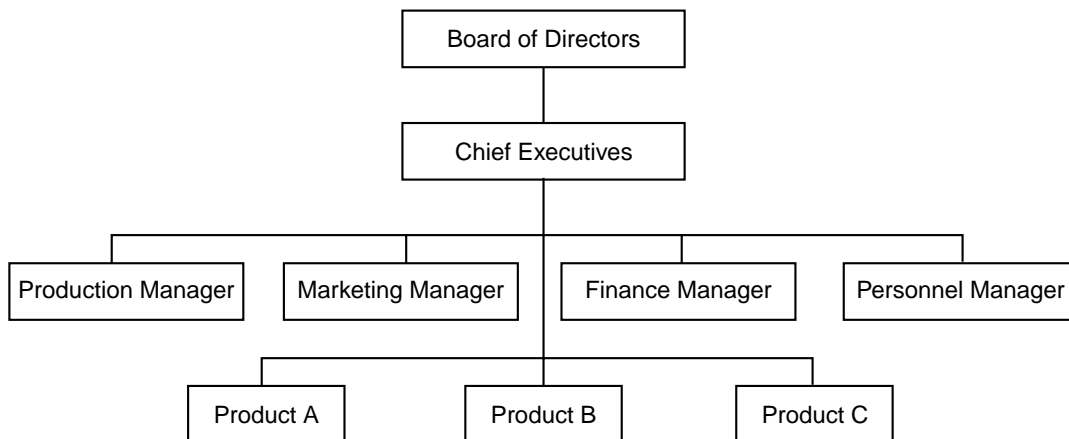 Board of Directors
Chief Executives
Production Manager
Marketing Manager
Finance Manager
Personnel Manager
Product A
Product B
Product C